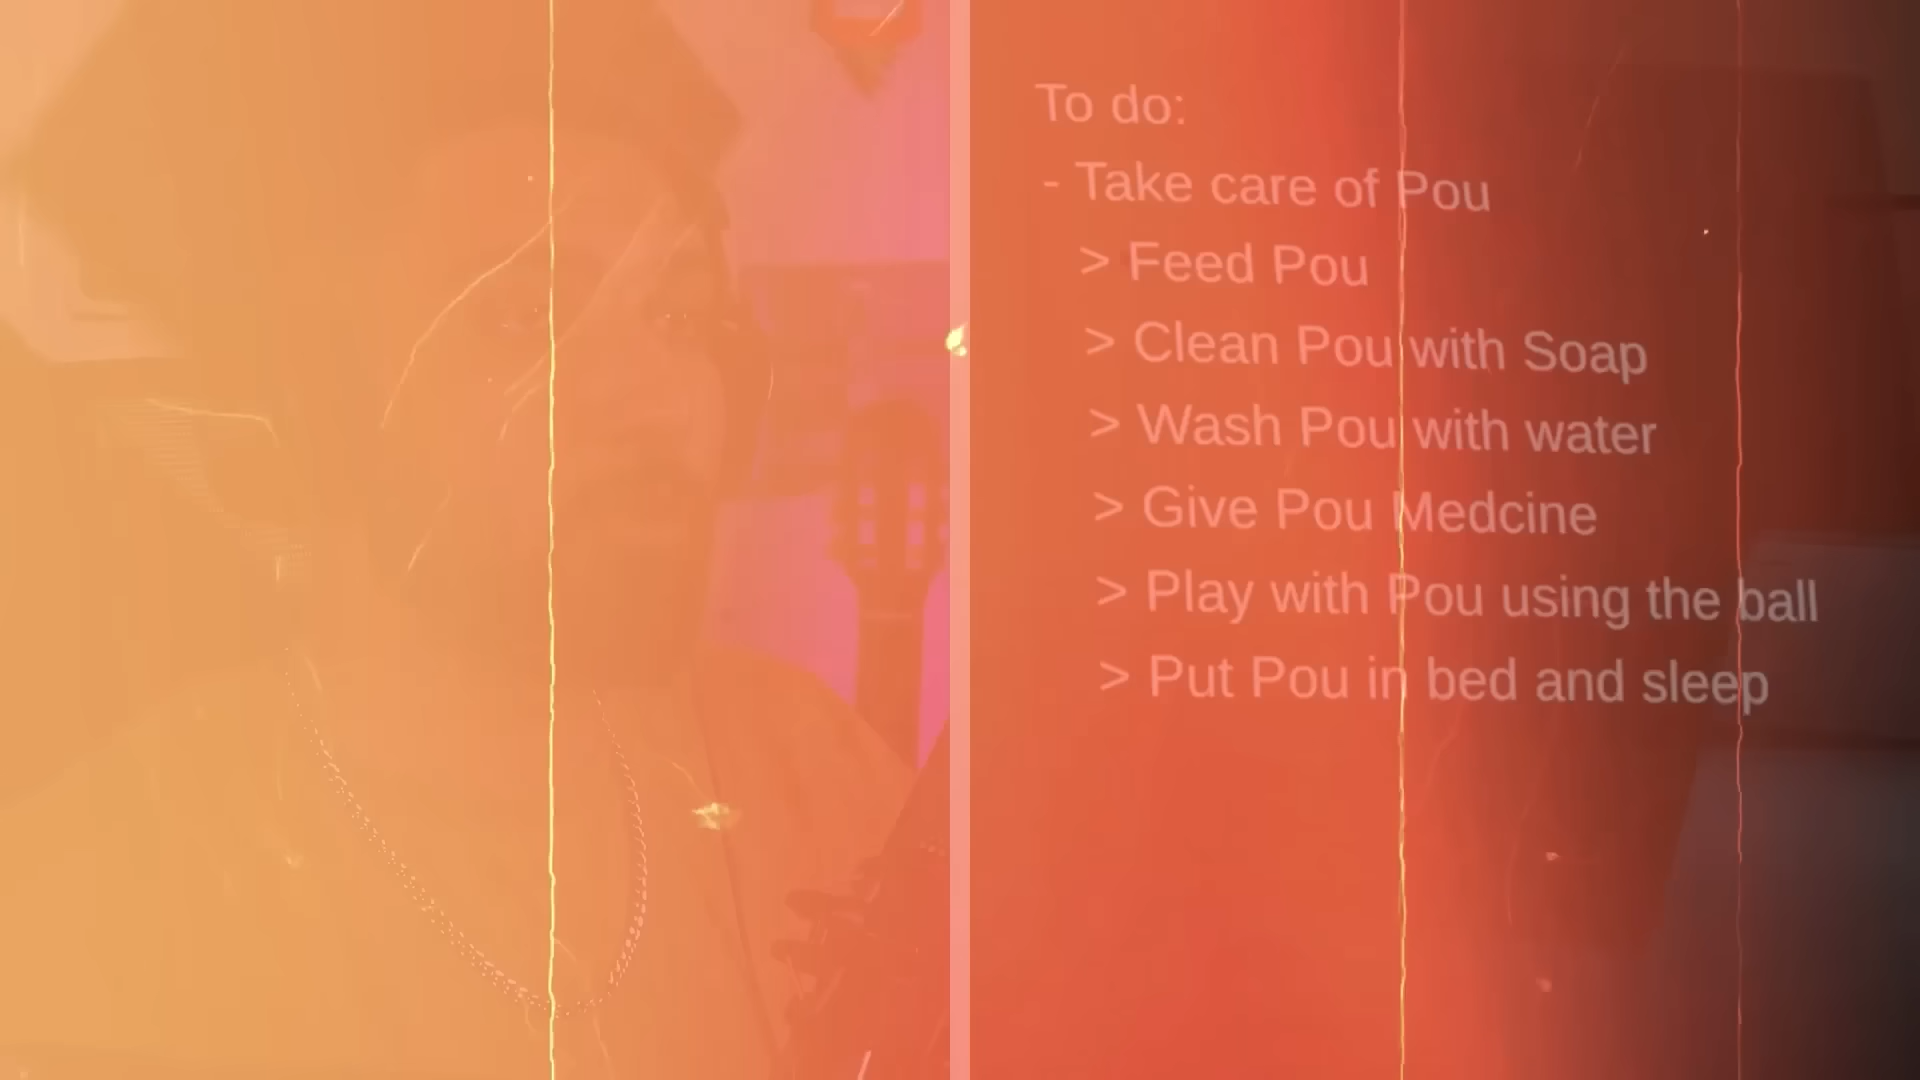 To do:
- Take care of Pou
> Feed Pou
> Clean Pou with Soap
> Wash Pou with water
> Give Pou Medcine
> Play with Pou using the ball
> Put Pou in bed and sleep